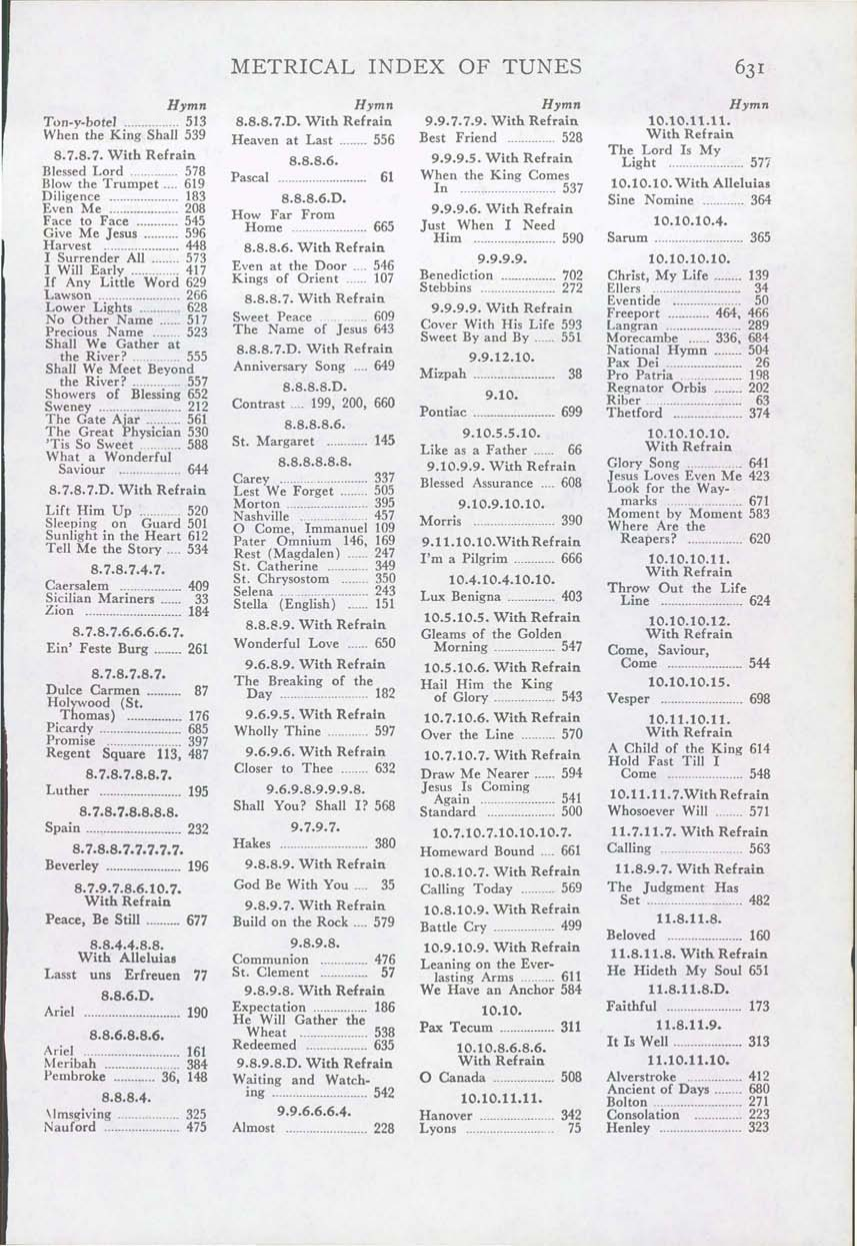 METRICAL INDEX OF TUNES
631
Hymn
Ton-y-botel ................ 513
When the King Shall 539
8.7.8.7. With Refrain
Blessed Lord .............. 578
Blow the Trumpet .... 619
Diligence .................... 183
Even Me .................... 208
Face to Face ............ 545
Give Me Jesus .......... 596
Harvest ...................... 448
I Surrender All ........ 573
I Will Early .............. 417
If Any Little Word 629
Lawson ........................ 266
Lower Lights ............ 628
No Other Name ...... 517
Precious Name ........ 523
Shall We Gather at
the River? .............. 555
Shall We Meet Beyond
the River? .............. 557
Showers of Blessing 652
Sweney ........................ 212
The Gate Ajar .......... 561
The Great Physician 530
'Tis So Sweet ............ 588
What a Wonderful
Saviour .................. 644
8.7.8.7.D. With Refrain
Lift Him Up ............ 520
Sleeping on Guard 501
Sunlight in the Heart 612
Tell Me the Story .... 534
8.7.8.7.4.7.
Caersalem .................. 409
Sicilian Mariners ...... 33
Zion ............................ 184
8.7.8.7.6.6.6.6.7.
Ein' Feste Burg ........ 261
8.7.8.7.8.7.
Dulce Carmen .......... 87
Holywood (St.
Thomas) ................ 176
Picardy ........................ 685
Promise ...................... 397
Regent Square 113, 487
8.7.8.7.8.8.7.
Luther ........................ 195
8.7.8.7.8.8.8.8.
Spain ............................ 232
8.7.8.8.7.7.7.7.7.
Beverley ...................... 196
8.7.9.7.8.6.10.7.
With Refrain
Peace, Be Still .......... 677
8.8.4.4.8.8.
With Alleluias
Lasst uns Erfreuen 77
8.8.6.D.
Ariel ............................ 190
8.8.6.8.8.6.
Ariel ............................ 161
Meribah ...................... 384
Pembroke ............ 36, 148
8.8.8.4.
Almsgiving .................. 325
Nauford ...................... 475
Hymn
8.8.8.7.D. With Refrain
Heaven at Last ........ 556
8.8.8.6.
Pascal .......................... 61
8.8.8.6.D.
How Far From
Home ...................... 665
8.8.8.6. With Refrain
Even at the Door .... 546
Kings of Orient ...... 107
8.8.8.7. With Refrain
Sweet Peace .............. 609
The Name of Jesus 643
8.8.8.7.D. With Refrain
Anniversary Song .... 649
8.8.8.8.D.
Contrast .... 199, 200, 660
8.8.8.8.6.
St. Margaret ............ 145
8.8.8.8.8.8.
Carey .......................... 337
Lest We Forget ........ 505
Morton ........................ 395
Nashville .................... 457
O Come, Immanuel 109
Pater Omnium 146, 169
Rest (Magdalen) ...... 247
St. Catherine ............ 349
St. Chrysostom ........ 350
Selena .......................... 243
Stella (English) ...... 151
8.8.8.9. With Refrain
Wonderful Love ...... 650
9.6.8.9. With Refrain
The Breaking of the
Day .......................... 182
9.6.9.5. With Refrain
Wholly Thine ............ 597
9.6.9.6. With Refrain
Closer to Thee ........ 632
9.6.9.8.9.9.9.8.
Shall You? Shall I? 568
9.7.9.7.
Hakes .......................... 380
9.8.8.9. With Refrain
God Be With You .... 35
9.8.9.7. With Refrain
Build on the Rock .... 579
9.8.9.8.
Communion .............. 476
St. Clement .............. 57
9.8.9.8. With Refrain
Expectation ................ 186
He Will Gather the
Wheat .................... 538
Redeemed .................. 635
9.8.9.8.D. With Refrain
Waiting and Watch-
ing ............................ 542
9.9.6.6.6.4.
Almost ........................ 228
Hymn
9.9.7.7.9. With Refrain
Best Friend .............. 528
9.9.9.5. With Refrain
When the King Comes
In ............................ 537
9.9.9.6. With Refrain
Just When I Need
Him ........................ 590
9.9.9.9.
Benediction ................ 702
Stebbins ...................... 272
9.9.9.9. With Refrain
Cover With His Life 593
Sweet By and By ...... 551
9.9.12.10.
Mizpah ........................ 38
9.10.
Pontiac ........................ 699
9.10.5.5.10.
Like as a Father ...... 66
9.10.9.9. With Refrain
Blessed Assurance .... 608
9.10.9.10.10.
Morris ........................ 390
9.11.10.10.With Refrain
I'm a Pilgrim ............ 666
10.4.10.4.10.10.
Lux Benigna .............. 403
10.5.10.5. With Refrain
Gleams of the Golden
Morning .................. 547
10.5.10.6. With Refrain
Hail Him the King
of Glory .................. 543
10.7.10.6. With Refrain
Over the Line .......... 570
10.7.10.7. With Refrain
Draw Me Nearer ...... 594
Jesus Is Coming
Again ...................... 541
Standard .................... 500
10.7.10.7.10.10.10.7.
Homeward Bound .... 661
10.8.10.7. With Refrain
Calling Today .......... 569
10.8.10.9. With Refrain
Battle Cry .................. 499
10.9.10.9. With Refrain
Leaning on the Ever-
lasting Arms .......... 611
We Have an Anchor 584
10.10.
Pax Tecum ................ 311
10.10.8.6.8.6.
With Refrain
O Canada .................. 508
10.10.11.11.
Hanover ...................... 342
Lyons .......................... 75
Hymn
10.10.11.11.
With Refrain
The Lord Is My
Light ...................... 577
10.10.10. With Alleluias
Sine Nomine ............ 364
10.10.10.4.
Sarum .......................... 365
10.10.10.10.
Christ, My Life ........ 139
Ellers .......................... 34
Eventide .................... 50
Freeport ............ 464, 466
Langran ...................... 289
Morecambe ...... 336, 684
National Hymn ........ 504
Pax Dei ...................... 26
Pro Patria .................. 198
Regnator Orbis ........ 202
Riber ............................ 63
Thetford .................... 374
10.10.10.10.
With Refrain
Glory Song ................ 641
Jesus Loves Even Me 423
Look for the Way-
marks ...................... 671
Moment by Moment 583
Where Are the
Reapers? ................ 620
10.10.10.11.
With Refrain
Throw Out the Life
Line ........................ 624
10.10.10.12.
With Refrain
Come, Saviour,
Come ...................... 544
10.10.10.15.
Vesper ........................ 698
10.11.10.11.
With Refrain
A Child of the King 614
Hold Fast Till I
Come ...................... 548
10.11.11.7.With Refrain
Whosoever Will ........ 571
11.7.11.7. With Refrain
Calling ........................ 563
11.8.9.7. With Refrain
The Judgment Has
Set ............................ 482
11.8.11.8.
Beloved ...................... 160
11.8.11.8. With Refrain
He Hideth My Soul 651
11.8.11.8.D.
Faithful ...................... 173
11.8.11.9.
It Is Well .................... 313
11.10.11.10.
Alverstroke ................ 412
Ancient of Days ........ 680
Bolton .......................... 271
Consolation .............. 223
Henley ........................ 323